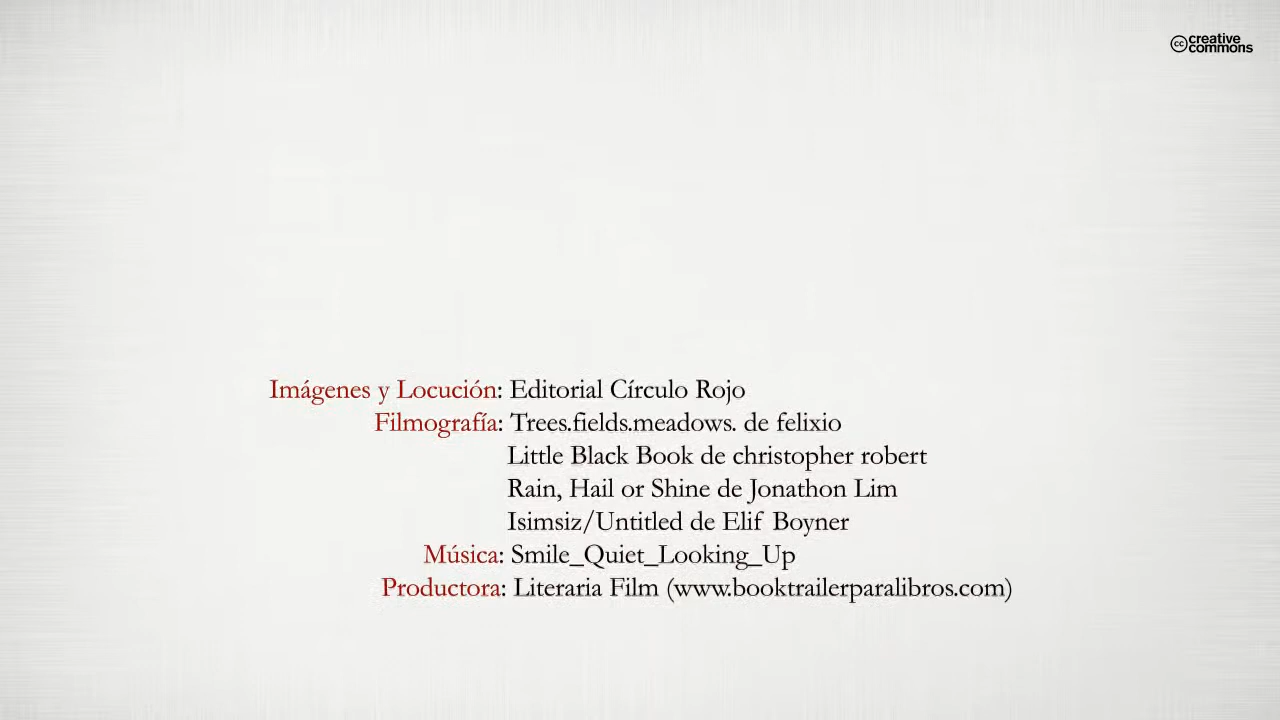 cc creative
commons
Imágenes y Locución: Editorial Círculo Rojo
Filmografía: Trees.fields.meadows. de felixio
Little Black Book de christopher robert
Rain, Hail or Shine de Jonathon Lim
Isimsiz/Untitled de Elif Boyner
Música: Smile_Quiet_Looking_Up
Productora: Literaria Film (www.booktrailerparalibros.com)